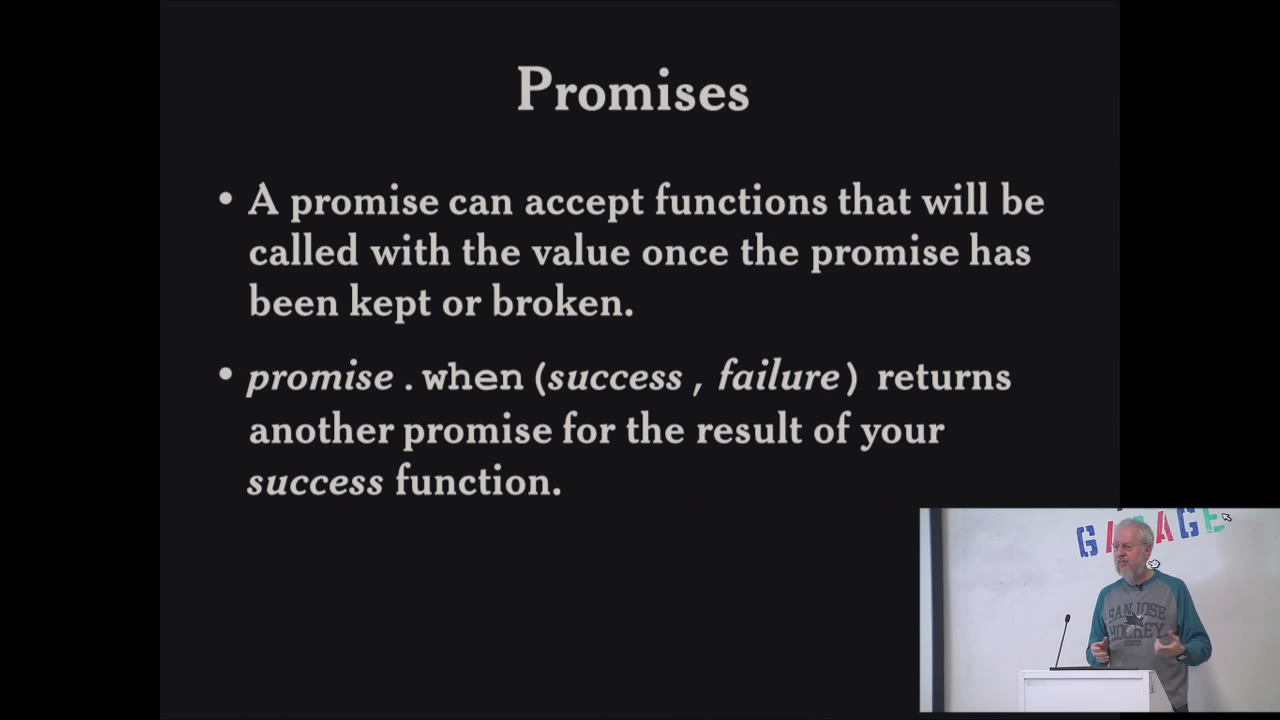 Promises
• A promise can accept functions that will be
called with the value once the promise has
been kept or broken.
• promise.when(success, failure) returns
another promise for the result of your
success function.
GARAGE
SAN JOSE
HOCKEY